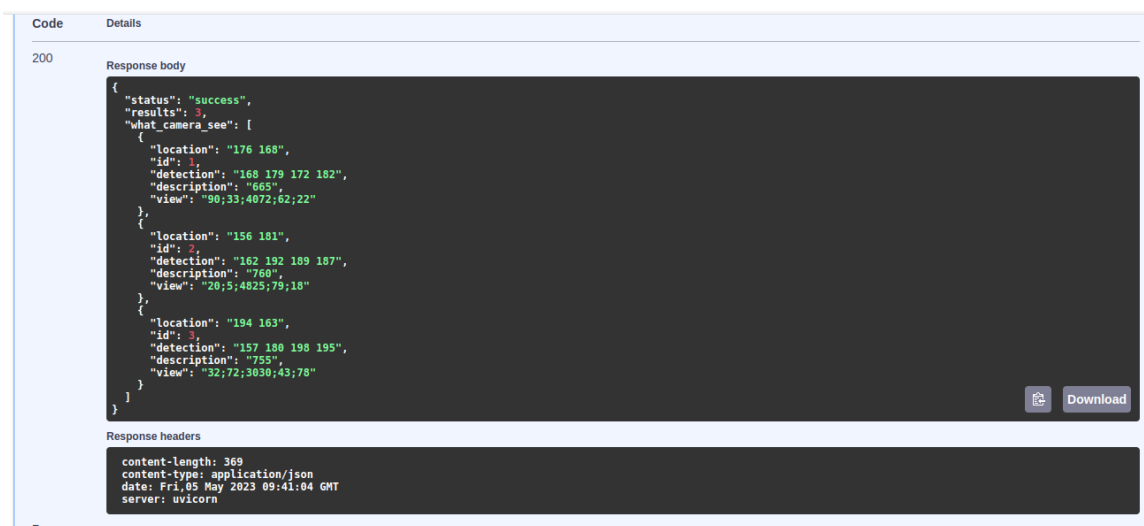 Code Details
200
Response body
{
  "status": "success",
  "results": 3,
  "what_camera_see": [
    {
      "location": "176 168",
      "id": 1,
      "detection": "168 179 172 182",
      "description": "665",
      "view": "90;33;4072;62;22"
    },
    {
      "location": "156 181",
      "id": 2,
      "detection": "162 192 189 187",
      "description": "760",
      "view": "20;5;4825;79;18"
    },
    {
      "location": "194 163",
      "id": 3,
      "detection": "157 180 198 195",
      "description": "755",
      "view": "32;72;3030;43;78"
    }
  ]
}
Download
Response headers
content-length: 369
content-type: application/json
date: Fri,05 May 2023 09:41:04 GMT
server: uvicorn